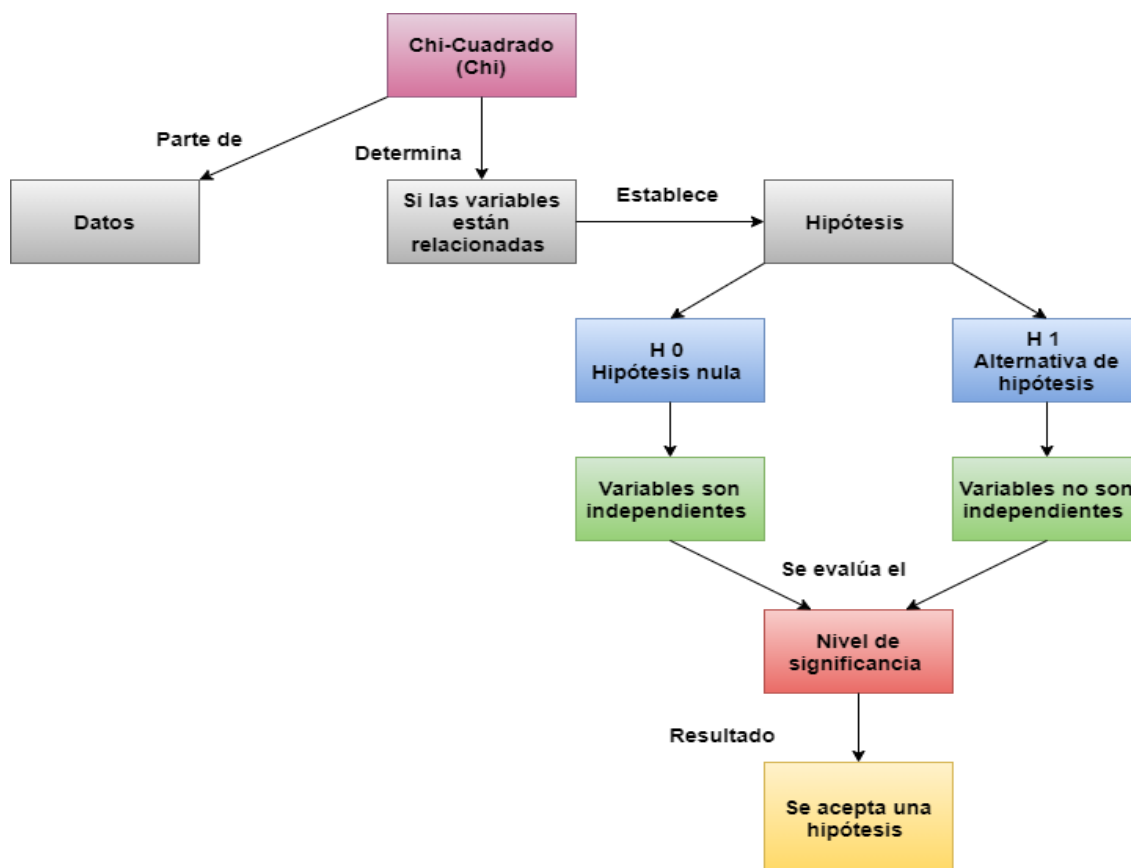 Chi-Cuadrado
(Chi)
Parte de
Determina
Datos
Si las variables
están
relacionadas
Establece
Hipótesis
H 0
Hipótesis nula
H 1
Alternativa de
hipótesis
Variables son
independientes
Variables no son
independientes
Se evalúa el
Nivel de
significancia
Resultado
Se acepta una
hipótesis